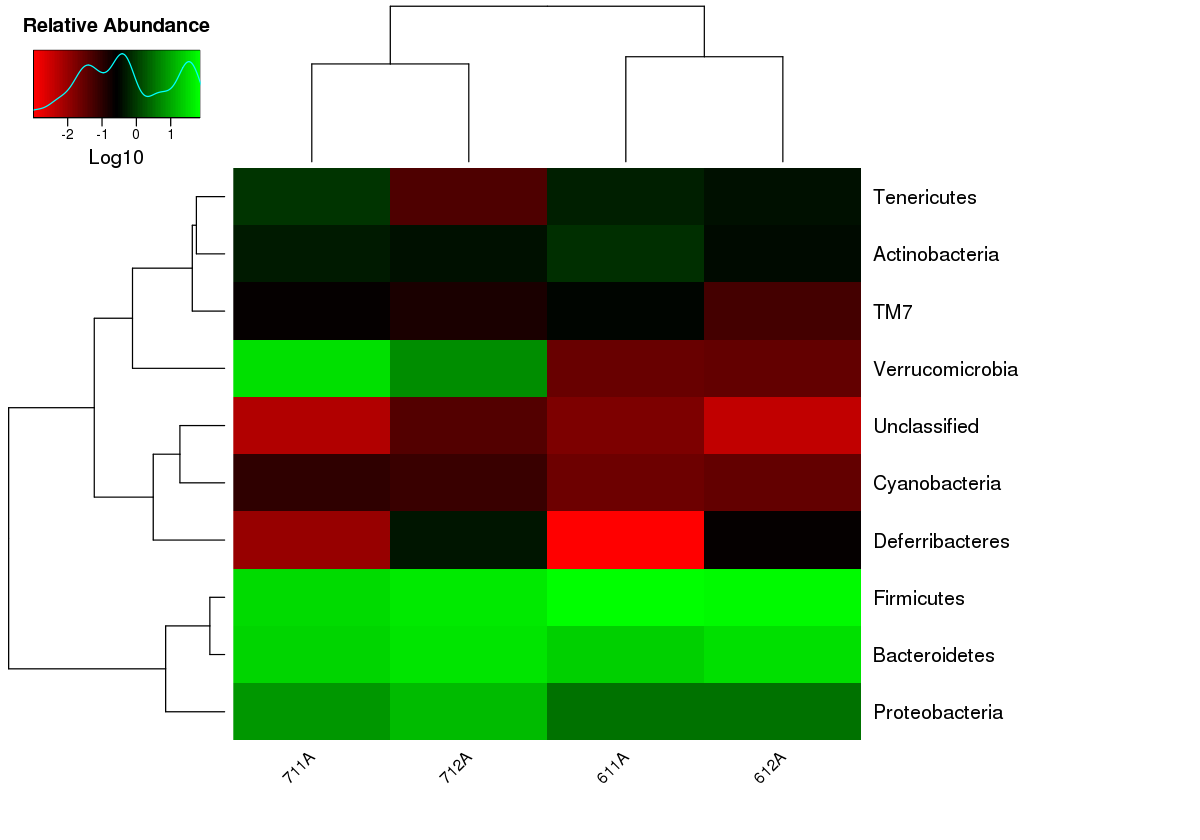 Relative Abundance
-2 -1 0 1
Log10
Tenericutes
Actinobacteria
TM7
Verrucomicrobia
Unclassified
Cyanobacteria
Deferribacteres
Firmicutes
Bacteroidetes
Proteobacteria
711A 712A 611A 612A